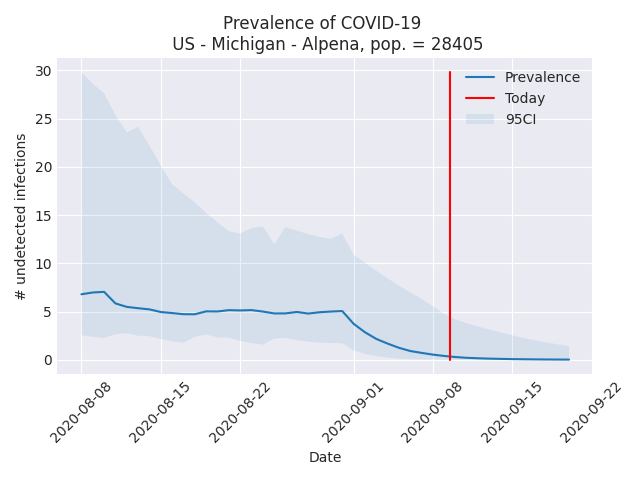 Prevalence of COVID-19
US - Michigan - Alpena, pop. = 28405
30
25
20
15
10
5
0
# undetected infections
Prevalence
Today
95CI
2020-08-08
2020-08-15
2020-08-22
2020-09-01
2020-09-08
2020-09-15
2020-09-22
Date